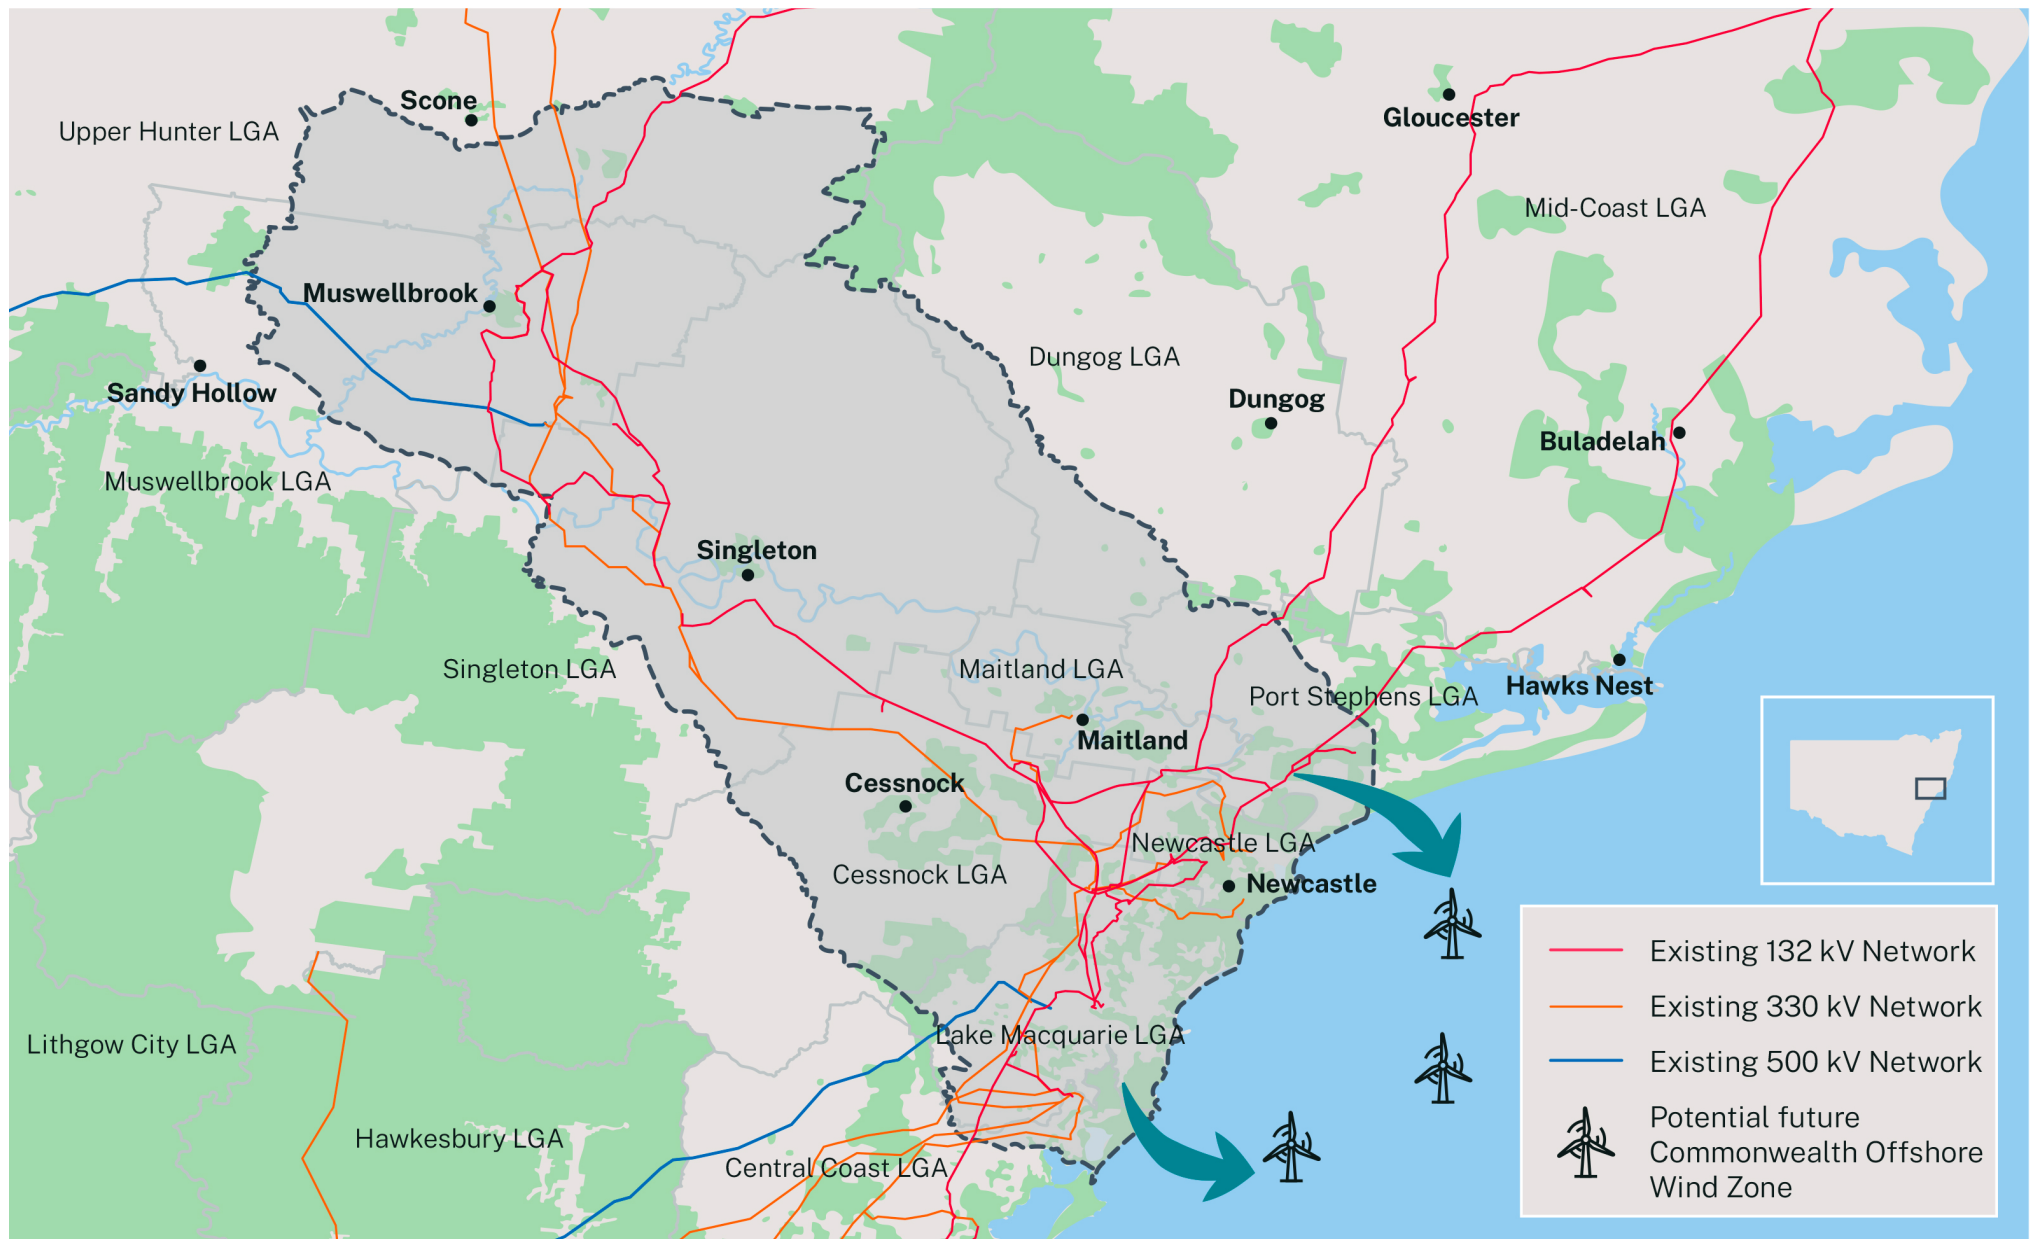 Scone
Upper Hunter LGA
Gloucester
Mid-Coast LGA
Muswellbrook
Dungog LGA
Sandy Hollow
Dungog
Buladelah
Muswellbrook LGA
Singleton
Singleton LGA
Maitland LGA
Port Stephens LGA
Hawks Nest
Maitland
Cessnock
Newcastle LGA
Cessnock LGA
Newcastle
Lake Macquarie LGA
Lithgow City LGA
Hawkesbury LGA
Central Coast LGA
Existing 132 kV Network
Existing 330 kV Network
Existing 500 kV Network
Potential future
Commonwealth Offshore
Wind Zone